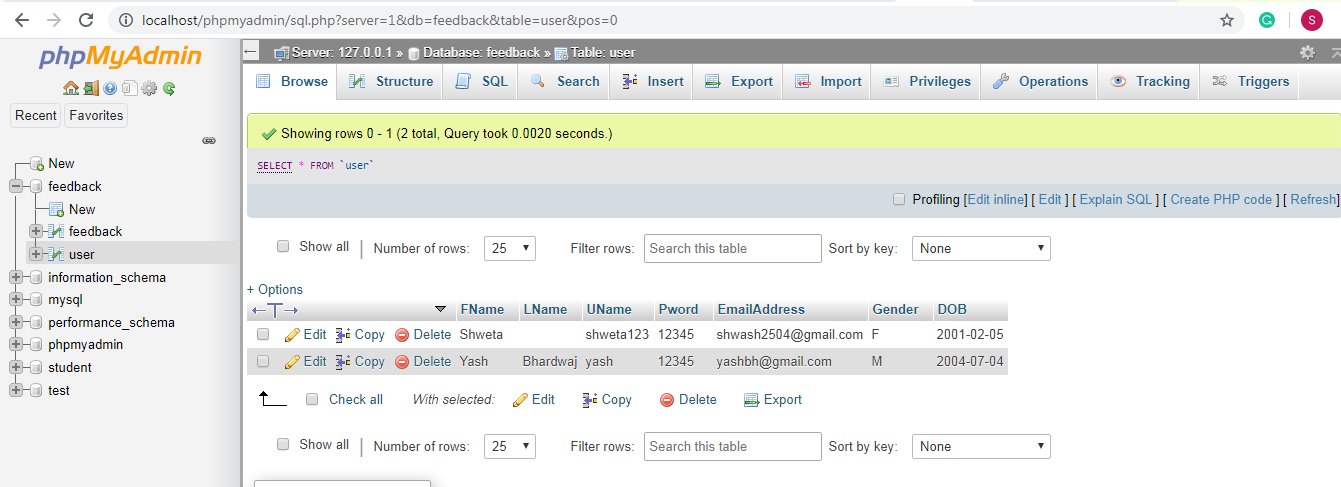 localhost/phpmyadmin/sql.php?server=1&db=feedback&table=user&pos=0
S
phpMyAdmin
Recent Favorites
New
feedback
New
feedback
user
information_schema
mysql
performance_schema
phpmyadmin
student
test
Server: 127.0.0.1 » Database: feedback » Table: user
Browse Structure SQL Search Insert Export Import Privileges Operations Tracking Triggers
Showing rows 0 - 1 (2 total, Query took 0.0020 seconds.)
SELECT * FROM `user`
Profiling [Edit inline] [ Edit ] [ Explain SQL ] [ Create PHP code ] [ Refresh]
Show all | Number of rows: 25 Filter rows: Search this table Sort by key: None
+ Options
FName LName UName Pword EmailAddress Gender DOB
Edit Copy Delete Shweta shweta123 12345 shwash2504@gmail.com F 2001-02-05
Edit Copy Delete Yash Bhardwaj yash 12345 yashbh@gmail.com M 2004-07-04
Check all With selected: Edit Copy Delete Export
Show all | Number of rows: 25 Filter rows: Search this table Sort by key: None